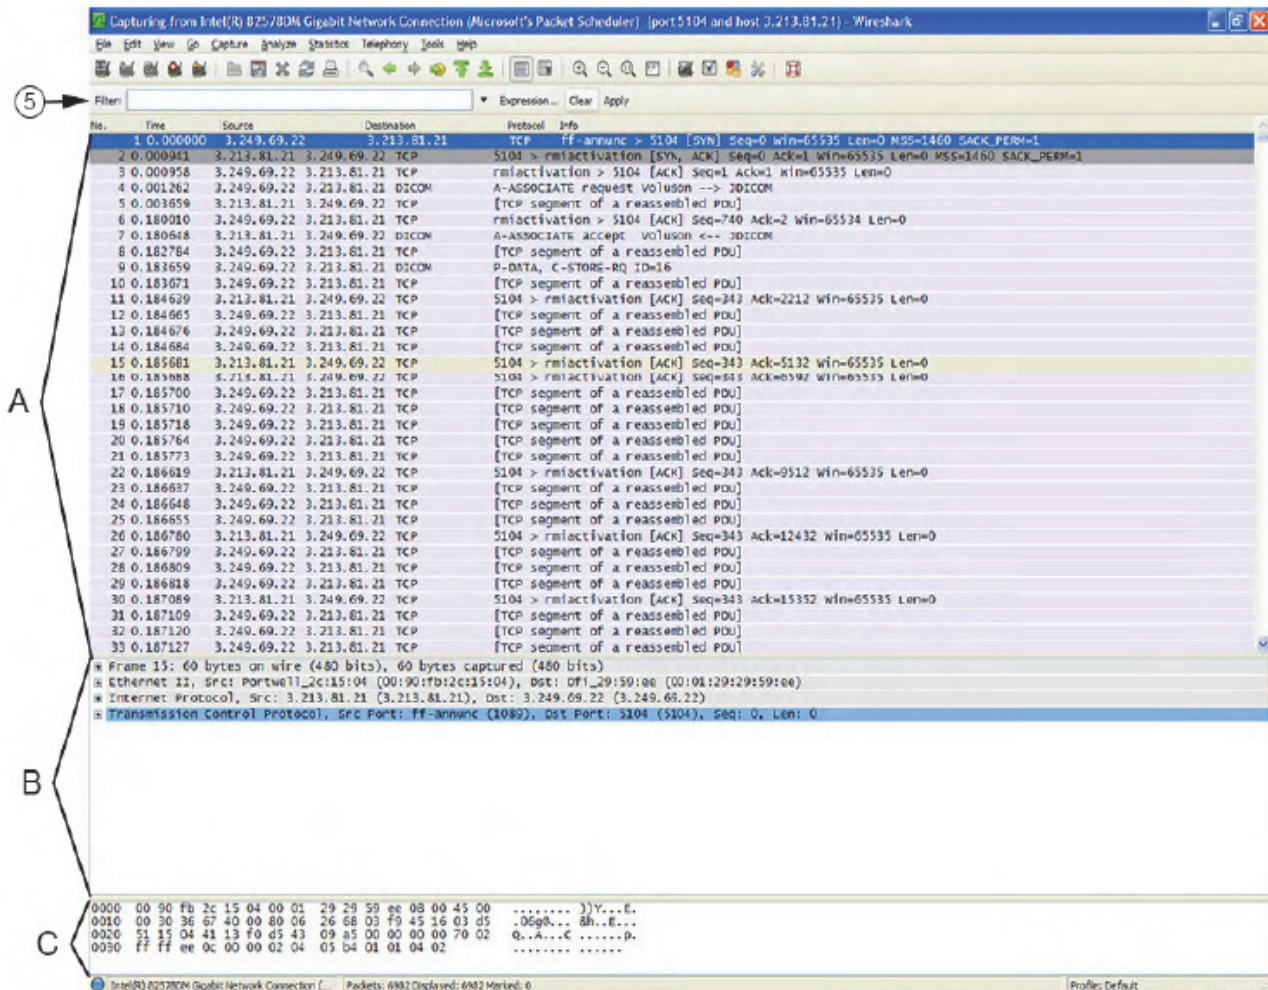 Capturing from Intel(R) 82578DM Gigabit Network Connection (Microsoft's Packet Scheduler) (port 5104 and host 3.213.81.21) - Wireshark
File Edit View Go Capture Analyze Statistics Telephony Tools Help
5
Filter: Expression... Clear Apply
No. Time Source Destination Protocol Info
1 0.000000 3.249.69.22 3.213.81.21 TCP ff-annunc > 5104 [SYN] Seq=0 Win=65535 Len=0 MSS=1460 SACK_PERM=1
2 0.000941 3.213.81.21 3.249.69.22 TCP 5104 > rmiactivation [SYN, ACK] Seq=0 Ack=1 Win=65535 Len=0 MSS=1460 SACK_PERM=1
3 0.000958 3.249.69.22 3.213.81.21 TCP rmiactivation > 5104 [ACK] Seq=1 Ack=1 Win=65535 Len=0
4 0.001262 3.249.69.22 3.213.81.21 DICOM A-ASSOCIATE request Voluson --> JDICOM
5 0.003659 3.213.81.21 3.249.69.22 TCP [TCP segment of a reassembled PDU]
6 0.180010 3.249.69.22 3.213.81.21 TCP rmiactivation > 5104 [ACK] Seq=740 Ack=2 Win=65534 Len=0
7 0.180648 3.213.81.21 3.249.69.22 DICOM A-ASSOCIATE accept Voluson <-- JDICOM
8 0.182784 3.249.69.22 3.213.81.21 TCP [TCP segment of a reassembled PDU]
9 0.183659 3.249.69.22 3.213.81.21 DICOM P-DATA, C-STORE-RQ ID=16
10 0.183671 3.249.69.22 3.213.81.21 TCP [TCP segment of a reassembled PDU]
11 0.184639 3.213.81.21 3.249.69.22 TCP 5104 > rmiactivation [ACK] Seq=343 Ack=2212 Win=65535 Len=0
12 0.184665 3.249.69.22 3.213.81.21 TCP [TCP segment of a reassembled PDU]
13 0.184676 3.249.69.22 3.213.81.21 TCP [TCP segment of a reassembled PDU]
14 0.184684 3.249.69.22 3.213.81.21 TCP [TCP segment of a reassembled PDU]
15 0.185681 3.213.81.21 3.249.69.22 TCP 5104 > rmiactivation [ACK] Seq=343 Ack=5132 Win=65535 Len=0
16 0.185688 3.213.81.21 3.249.69.22 TCP 5104 > rmiactivation [ACK] Seq=343 Ack=6592 Win=65535 Len=0
17 0.185700 3.249.69.22 3.213.81.21 TCP [TCP segment of a reassembled PDU]
18 0.185710 3.249.69.22 3.213.81.21 TCP [TCP segment of a reassembled PDU]
A
19 0.185718 3.249.69.22 3.213.81.21 TCP [TCP segment of a reassembled PDU]
20 0.185764 3.249.69.22 3.213.81.21 TCP [TCP segment of a reassembled PDU]
21 0.185773 3.249.69.22 3.213.81.21 TCP [TCP segment of a reassembled PDU]
22 0.186619 3.213.81.21 3.249.69.22 TCP 5104 > rmiactivation [ACK] Seq=343 Ack=9512 Win=65535 Len=0
23 0.186637 3.249.69.22 3.213.81.21 TCP [TCP segment of a reassembled PDU]
24 0.186648 3.249.69.22 3.213.81.21 TCP [TCP segment of a reassembled PDU]
25 0.186655 3.249.69.22 3.213.81.21 TCP [TCP segment of a reassembled PDU]
26 0.186780 3.213.81.21 3.249.69.22 TCP 5104 > rmiactivation [ACK] Seq=343 Ack=12432 Win=65535 Len=0
27 0.186799 3.249.69.22 3.213.81.21 TCP [TCP segment of a reassembled PDU]
28 0.186809 3.249.69.22 3.213.81.21 TCP [TCP segment of a reassembled PDU]
29 0.186818 3.249.69.22 3.213.81.21 TCP [TCP segment of a reassembled PDU]
30 0.187089 3.213.81.21 3.249.69.22 TCP 5104 > rmiactivation [ACK] Seq=343 Ack=15352 Win=65535 Len=0
31 0.187109 3.249.69.22 3.213.81.21 TCP [TCP segment of a reassembled PDU]
32 0.187120 3.249.69.22 3.213.81.21 TCP [TCP segment of a reassembled PDU]
33 0.187127 3.249.69.22 3.213.81.21 TCP [TCP segment of a reassembled PDU]
Frame 15: 60 bytes on wire (480 bits), 60 bytes captured (480 bits)
Ethernet II, Src: Portwell_2c:15:04 (00:90:fb:2c:15:04), Dst: Dfi_29:59:ee (00:01:29:29:59:ee)
Internet Protocol, Src: 3.213.81.21 (3.213.81.21), Dst: 3.249.69.22 (3.249.69.22)
Transmission Control Protocol, Src Port: ff-annunc (1089), Dst Port: 5104 (5104), Seq: 0, Len: 0
B
0000 00 90 fb 2c 15 04 00 01 29 29 59 ee 08 00 45 00 ........ ))Y...E.
0010 00 30 36 67 40 00 80 06 26 68 03 f9 45 16 03 d5 .06g@... &h..E...
0020 51 15 04 41 13 f0 d5 43 09 a5 00 00 00 00 70 02 Q..A...C ......p.
0030 ff ff ee 0c 00 00 02 04 05 b4 01 01 04 02 ........ ......
C
Intel(R) 82578DM Gigabit Network Connection (... Packets: 6982 Displayed: 6982 Marked: 0 Profile: Default